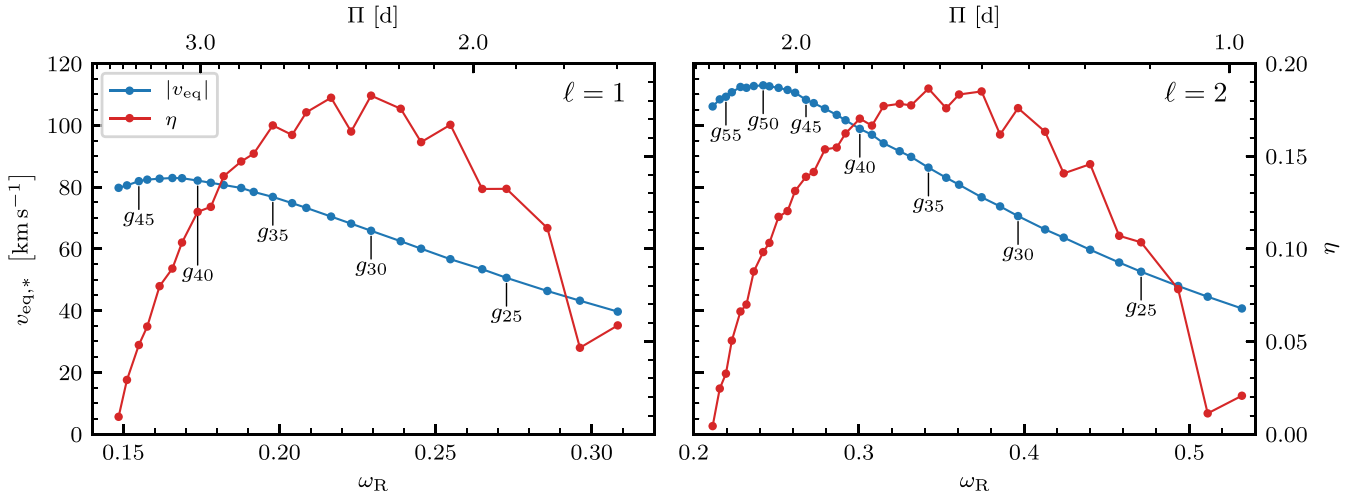 Π [d]
Π [d]
3.0
2.0
2.0
1.0
120
100
80
60
40
20
0
v_eq,* [km s⁻¹]
|v_eq|
η
ℓ = 1
g45
g40
g35
g30
g25
0.15
0.20
0.25
0.30
ω_R
ℓ = 2
g55
g50
g45
g40
g35
g30
g25
0.2
0.3
0.4
0.5
ω_R
0.20
0.15
0.10
0.05
0.00
η